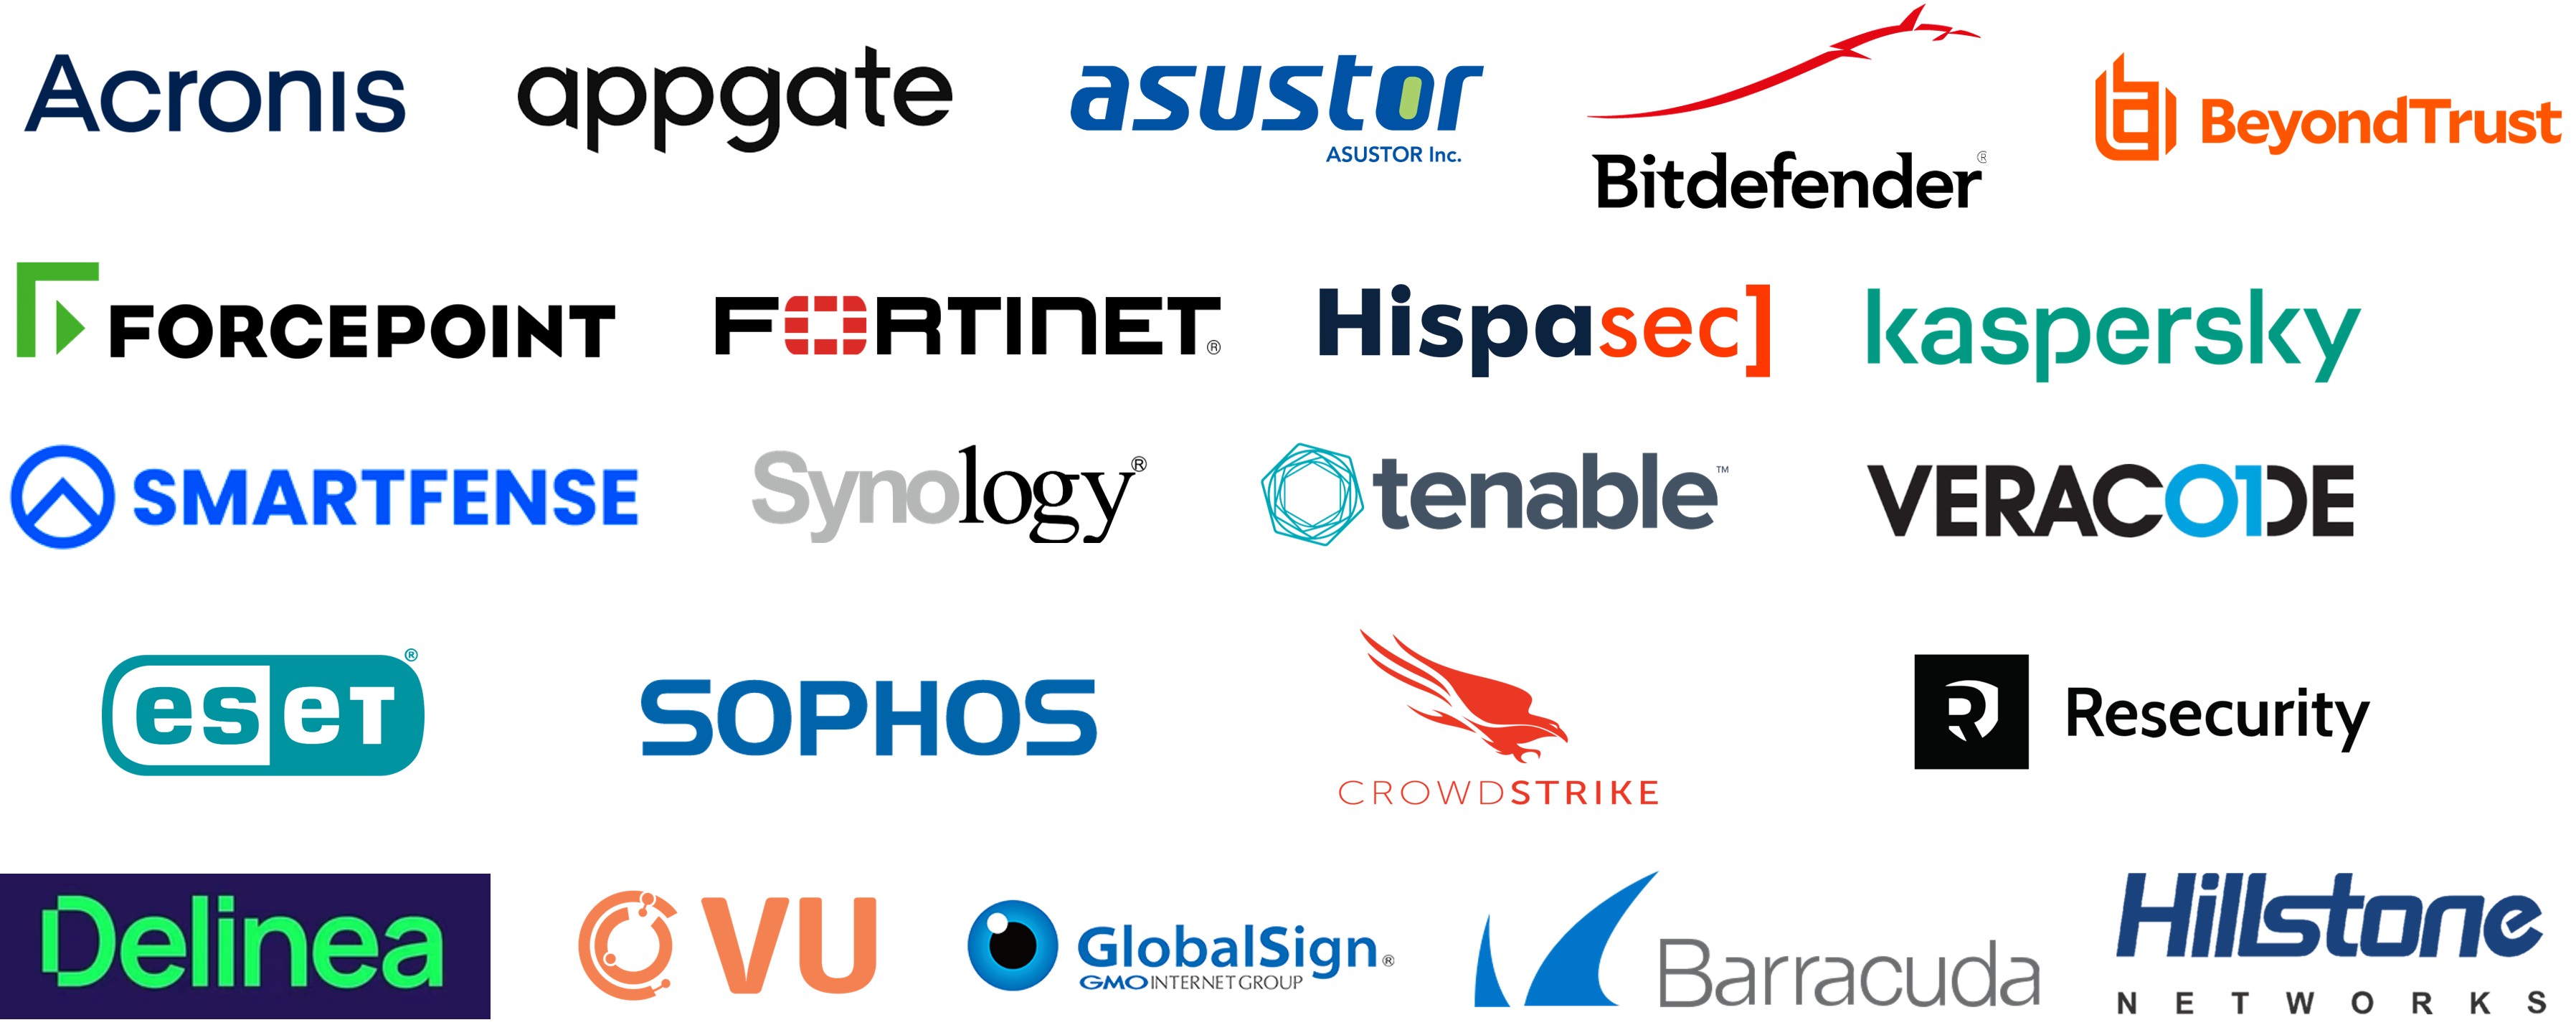 Acronis
appgate
asustor
ASUSTOR Inc.
Bitdefender®
BeyondTrust
FORCEPOINT
FORTINET®
Hispasec]
kaspersky
SMARTFENSE
Synology®
tenable™
VERACODE
eset®
SOPHOS
CROWDSTRIKE
R Resecurity
Delinea
VU
GlobalSign®
GMO INTERNET GROUP
Barracuda
Hillstone
NETWORKS